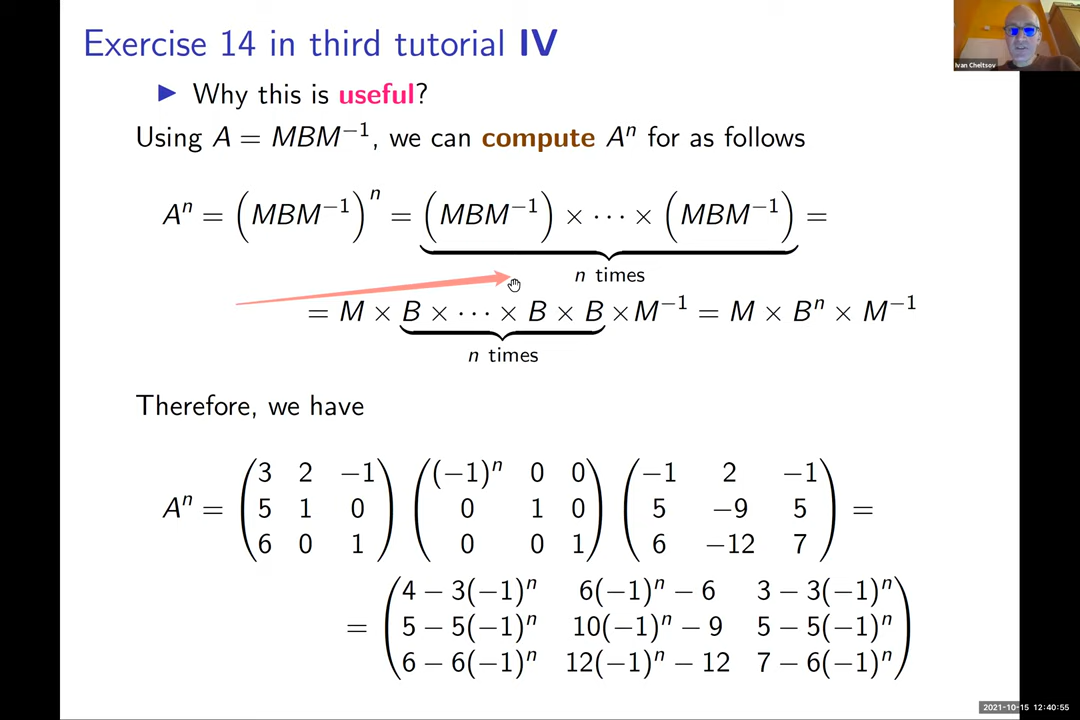 Exercise 14 in third tutorial IV
Ivan Cheltsov
▶ Why this is useful?
Using A = MBM⁻¹, we can compute Aⁿ for as follows
Aⁿ = (MBM⁻¹)ⁿ = (MBM⁻¹) × ⋯ × (MBM⁻¹) =
n times
= M × B × ⋯ × B × B × M⁻¹ = M × Bⁿ × M⁻¹
n times
Therefore, we have
3 2 −1 (−1)ⁿ 0 0 −1 2 −1
Aⁿ = 5 1 0 0 1 0 5 −9 5 =
6 0 1 0 0 1 6 −12 7
4 − 3(−1)ⁿ 6(−1)ⁿ − 6 3 − 3(−1)ⁿ
= 5 − 5(−1)ⁿ 10(−1)ⁿ − 9 5 − 5(−1)ⁿ
6 − 6(−1)ⁿ 12(−1)ⁿ − 12 7 − 6(−1)ⁿ
2021-10-15 12:40:55